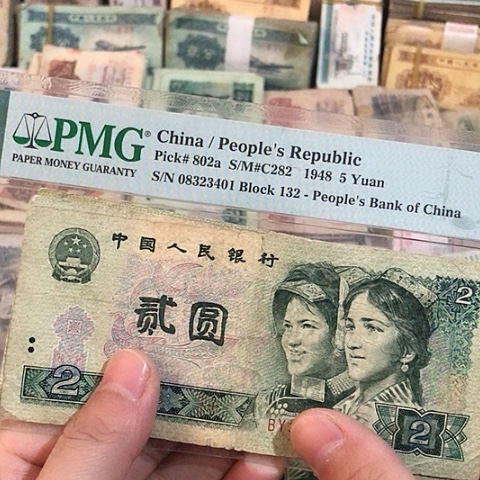 PMG®
PAPER MONEY GUARANTY
China / People's Republic
Pick# 802a S/M#C282 1948 5 Yuan
S/N 08323401 Block 132 - People's Bank of China
中国人民银行
贰圆
2
2
2
BY